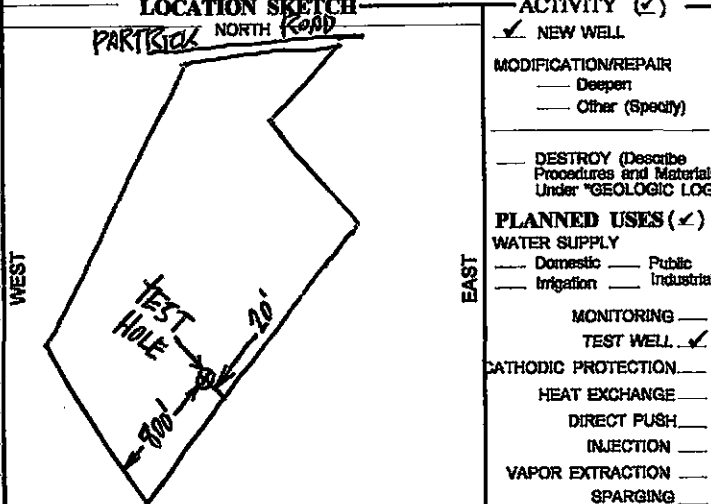 LOCATION SKETCH
NORTH
PARTRICK ROAD
WEST
EAST
TEST
HOLE
20'
800'
ACTIVITY (✓)
✓ NEW WELL
MODIFICATION/REPAIR
Deepen
Other (Specify)
DESTROY (Describe
Procedures and Material
Under "GEOLOGIC LOG
PLANNED USES (✓)
WATER SUPPLY
Domestic Public
Irrigation Industrial
MONITORING
TEST WELL ✓
CATHODIC PROTECTION
HEAT EXCHANGE
DIRECT PUSH
INJECTION
VAPOR EXTRACTION
SPARGING